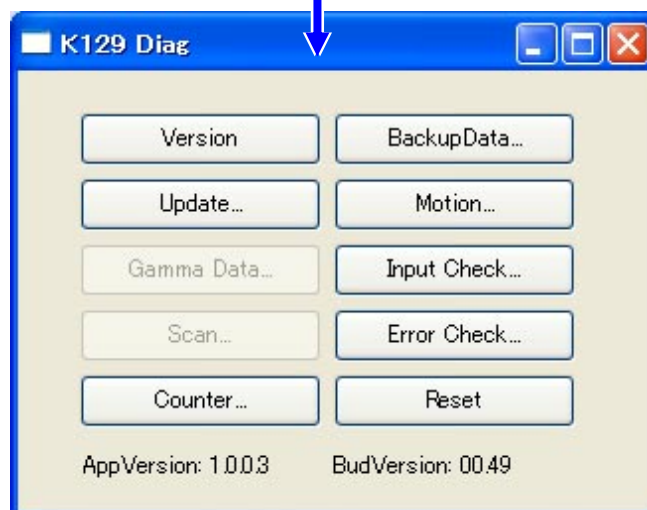 K129 Diag
Version BackupData...
Update... Motion...
Gamma Data... Input Check...
Scan... Error Check...
Counter... Reset
AppVersion: 1.0.0.3 BudVersion: 00.49